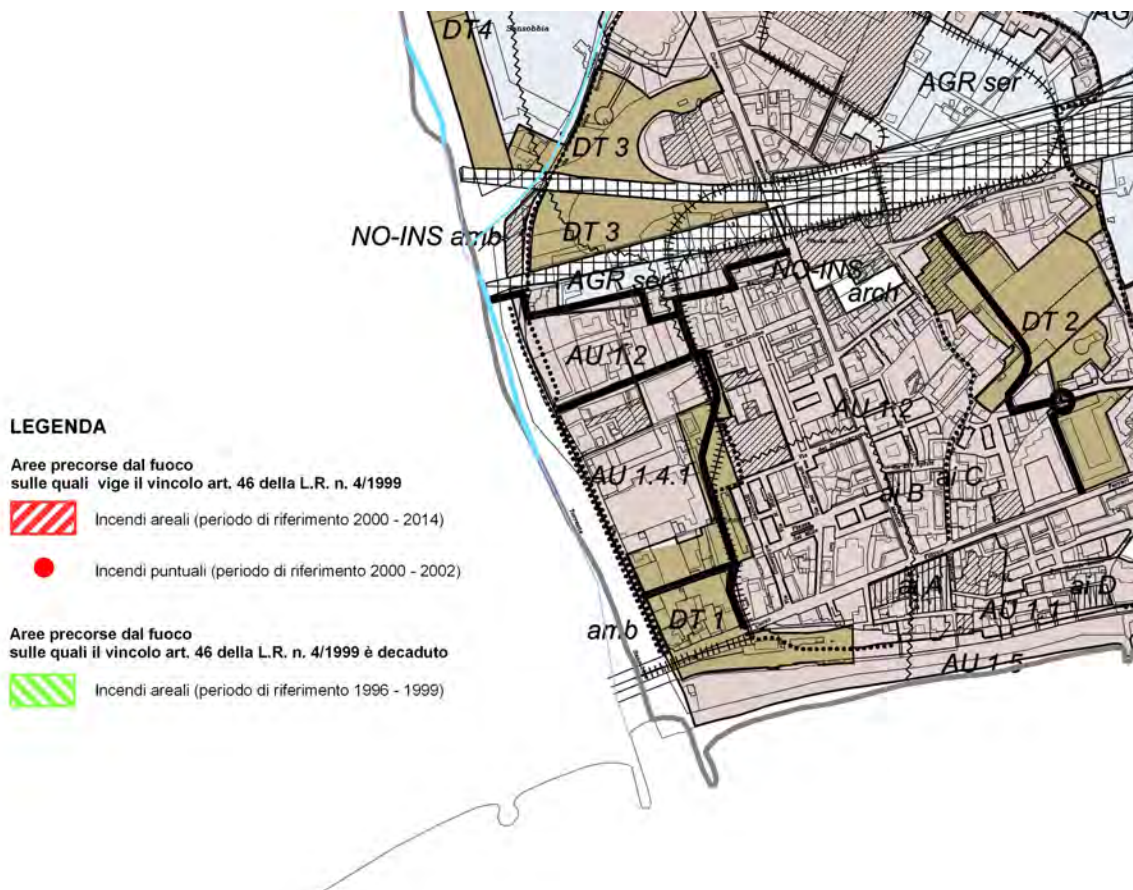 DT4
Sansobbia
AGR ser
DT 3
NO-INS amb
DT 3
AGR ser
NO-INS
arch
DT 2
AU 1.2
AU 1.2
AU 1.4.1
ai B
ai C
ai A
ai D
AU 1.1
amb
DT 1
AU 1.5
LEGENDA
Aree precorse dal fuoco
sulle quali vige il vincolo art. 46 della L.R. n. 4/1999
Incendi areali (periodo di riferimento 2000 - 2014)
Incendi puntuali (periodo di riferimento 2000 - 2002)
Aree precorse dal fuoco
sulle quali il vincolo art. 46 della L.R. n. 4/1999 è decaduto
Incendi areali (periodo di riferimento 1996 - 1999)